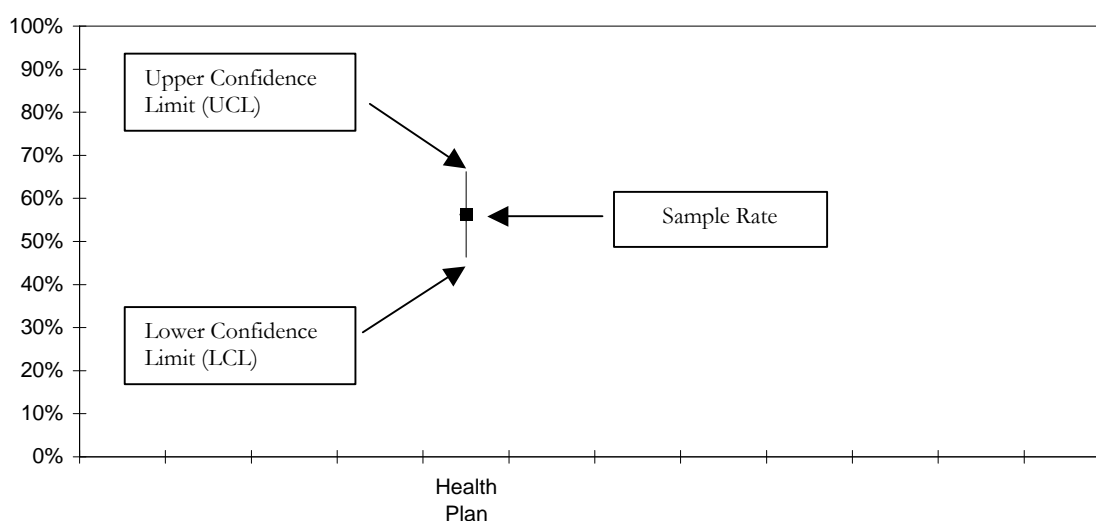 100%
90%
80%
70%
60%
50%
40%
30%
20%
10%
0%
Upper Confidence
Limit (UCL)
Sample Rate
Lower Confidence
Limit (LCL)
Health
Plan